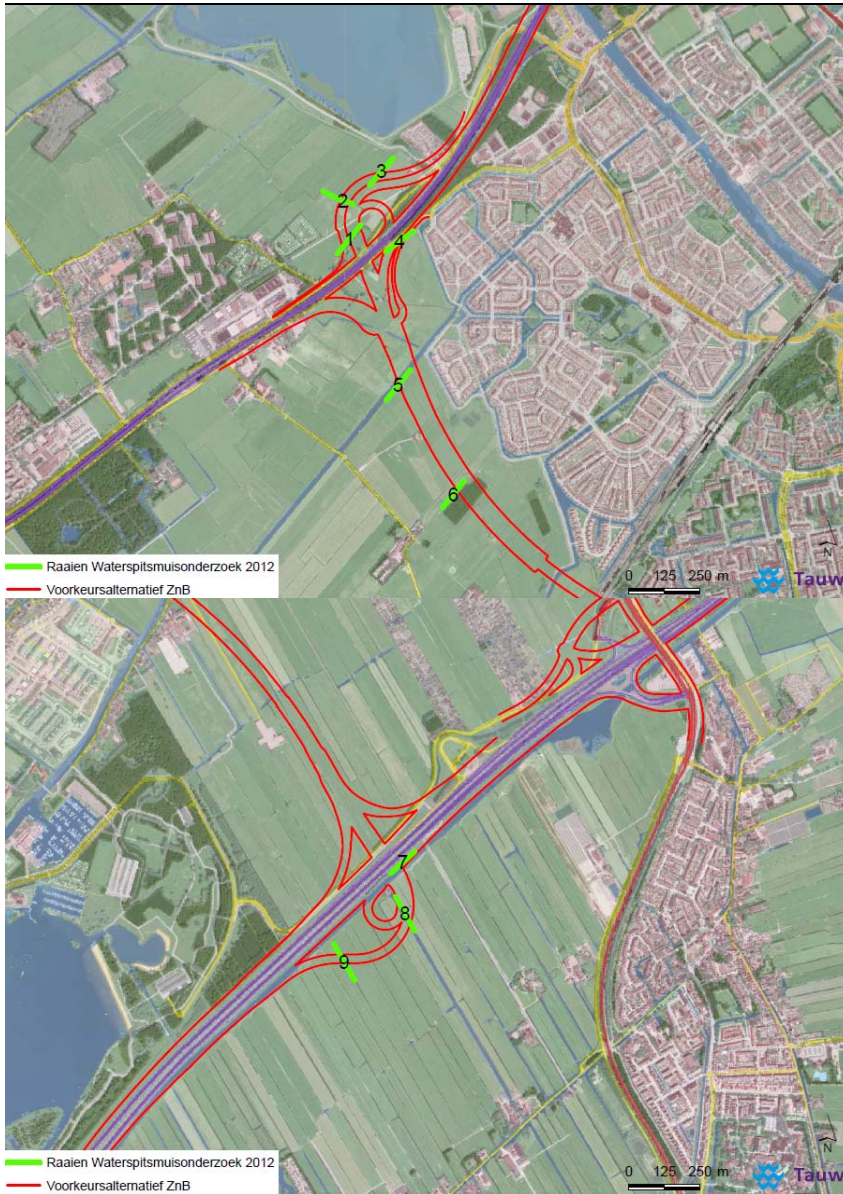 3
2
1
4
5
6
Raaien Waterspitsmuisonderzoek 2012
Voorkeursalternatief ZnB
0 125 250 m
N
Tauw
7
8
9
Raaien Waterspitsmuisonderzoek 2012
Voorkeursalternatief ZnB
0 125 250 m
N
Tauw